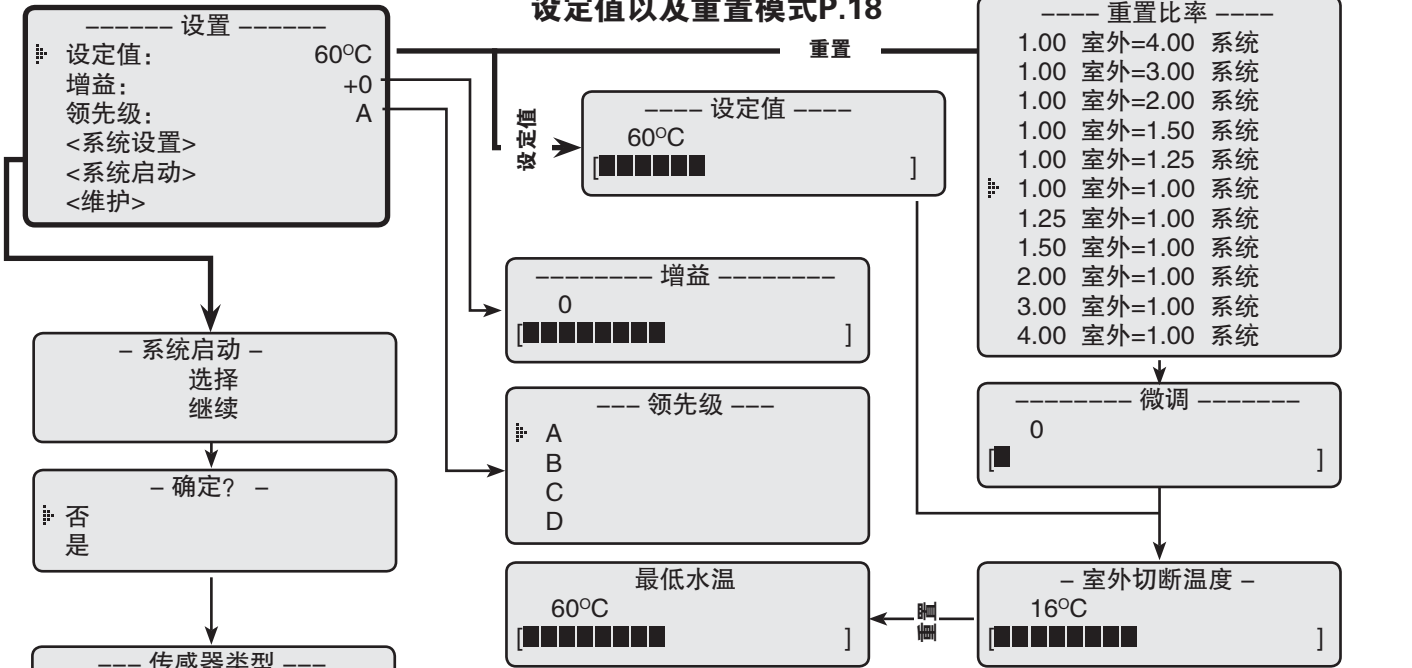 设定值以及重置模式P.18
------ 设置 ------
设定值: 60°C
增益: +0
领先级: A
<系统设置>
<系统启动>
<维护>
重置
设定值
---- 设定值 ----
60°C
[ ]
---- 重置比率 ----
1.00 室外=4.00 系统
1.00 室外=3.00 系统
1.00 室外=2.00 系统
1.00 室外=1.50 系统
1.00 室外=1.25 系统
1.00 室外=1.00 系统
1.25 室外=1.00 系统
1.50 室外=1.00 系统
2.00 室外=1.00 系统
3.00 室外=1.00 系统
4.00 室外=1.00 系统
-------- 增益 --------
0
[ ]
– 系统启动 –
选择
继续
--- 领先级 ---
A
B
C
D
-------- 微调 -------
0
[ ]
– 确定? –
否
是
最低水温
60°C
[ ]
重置
– 室外切断温度 –
16°C
[ ]
--- 传感器类型 ---